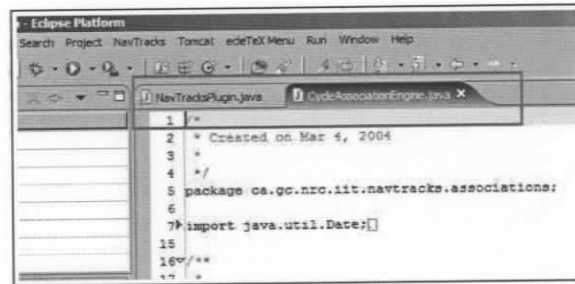 - Eclipse Platform
Search Project NavTracks Tomcat edeTeX Menu Run Window Help
NavTracksPlugin.java CycleAssociationEngine.java
1 /*
2 * Created on Mar 4, 2004
3 *
4 */
5 package ca.gc.nrc.iit.navtracks.associations;
6
7 import java.util.Date;
15
16 /**
17 *